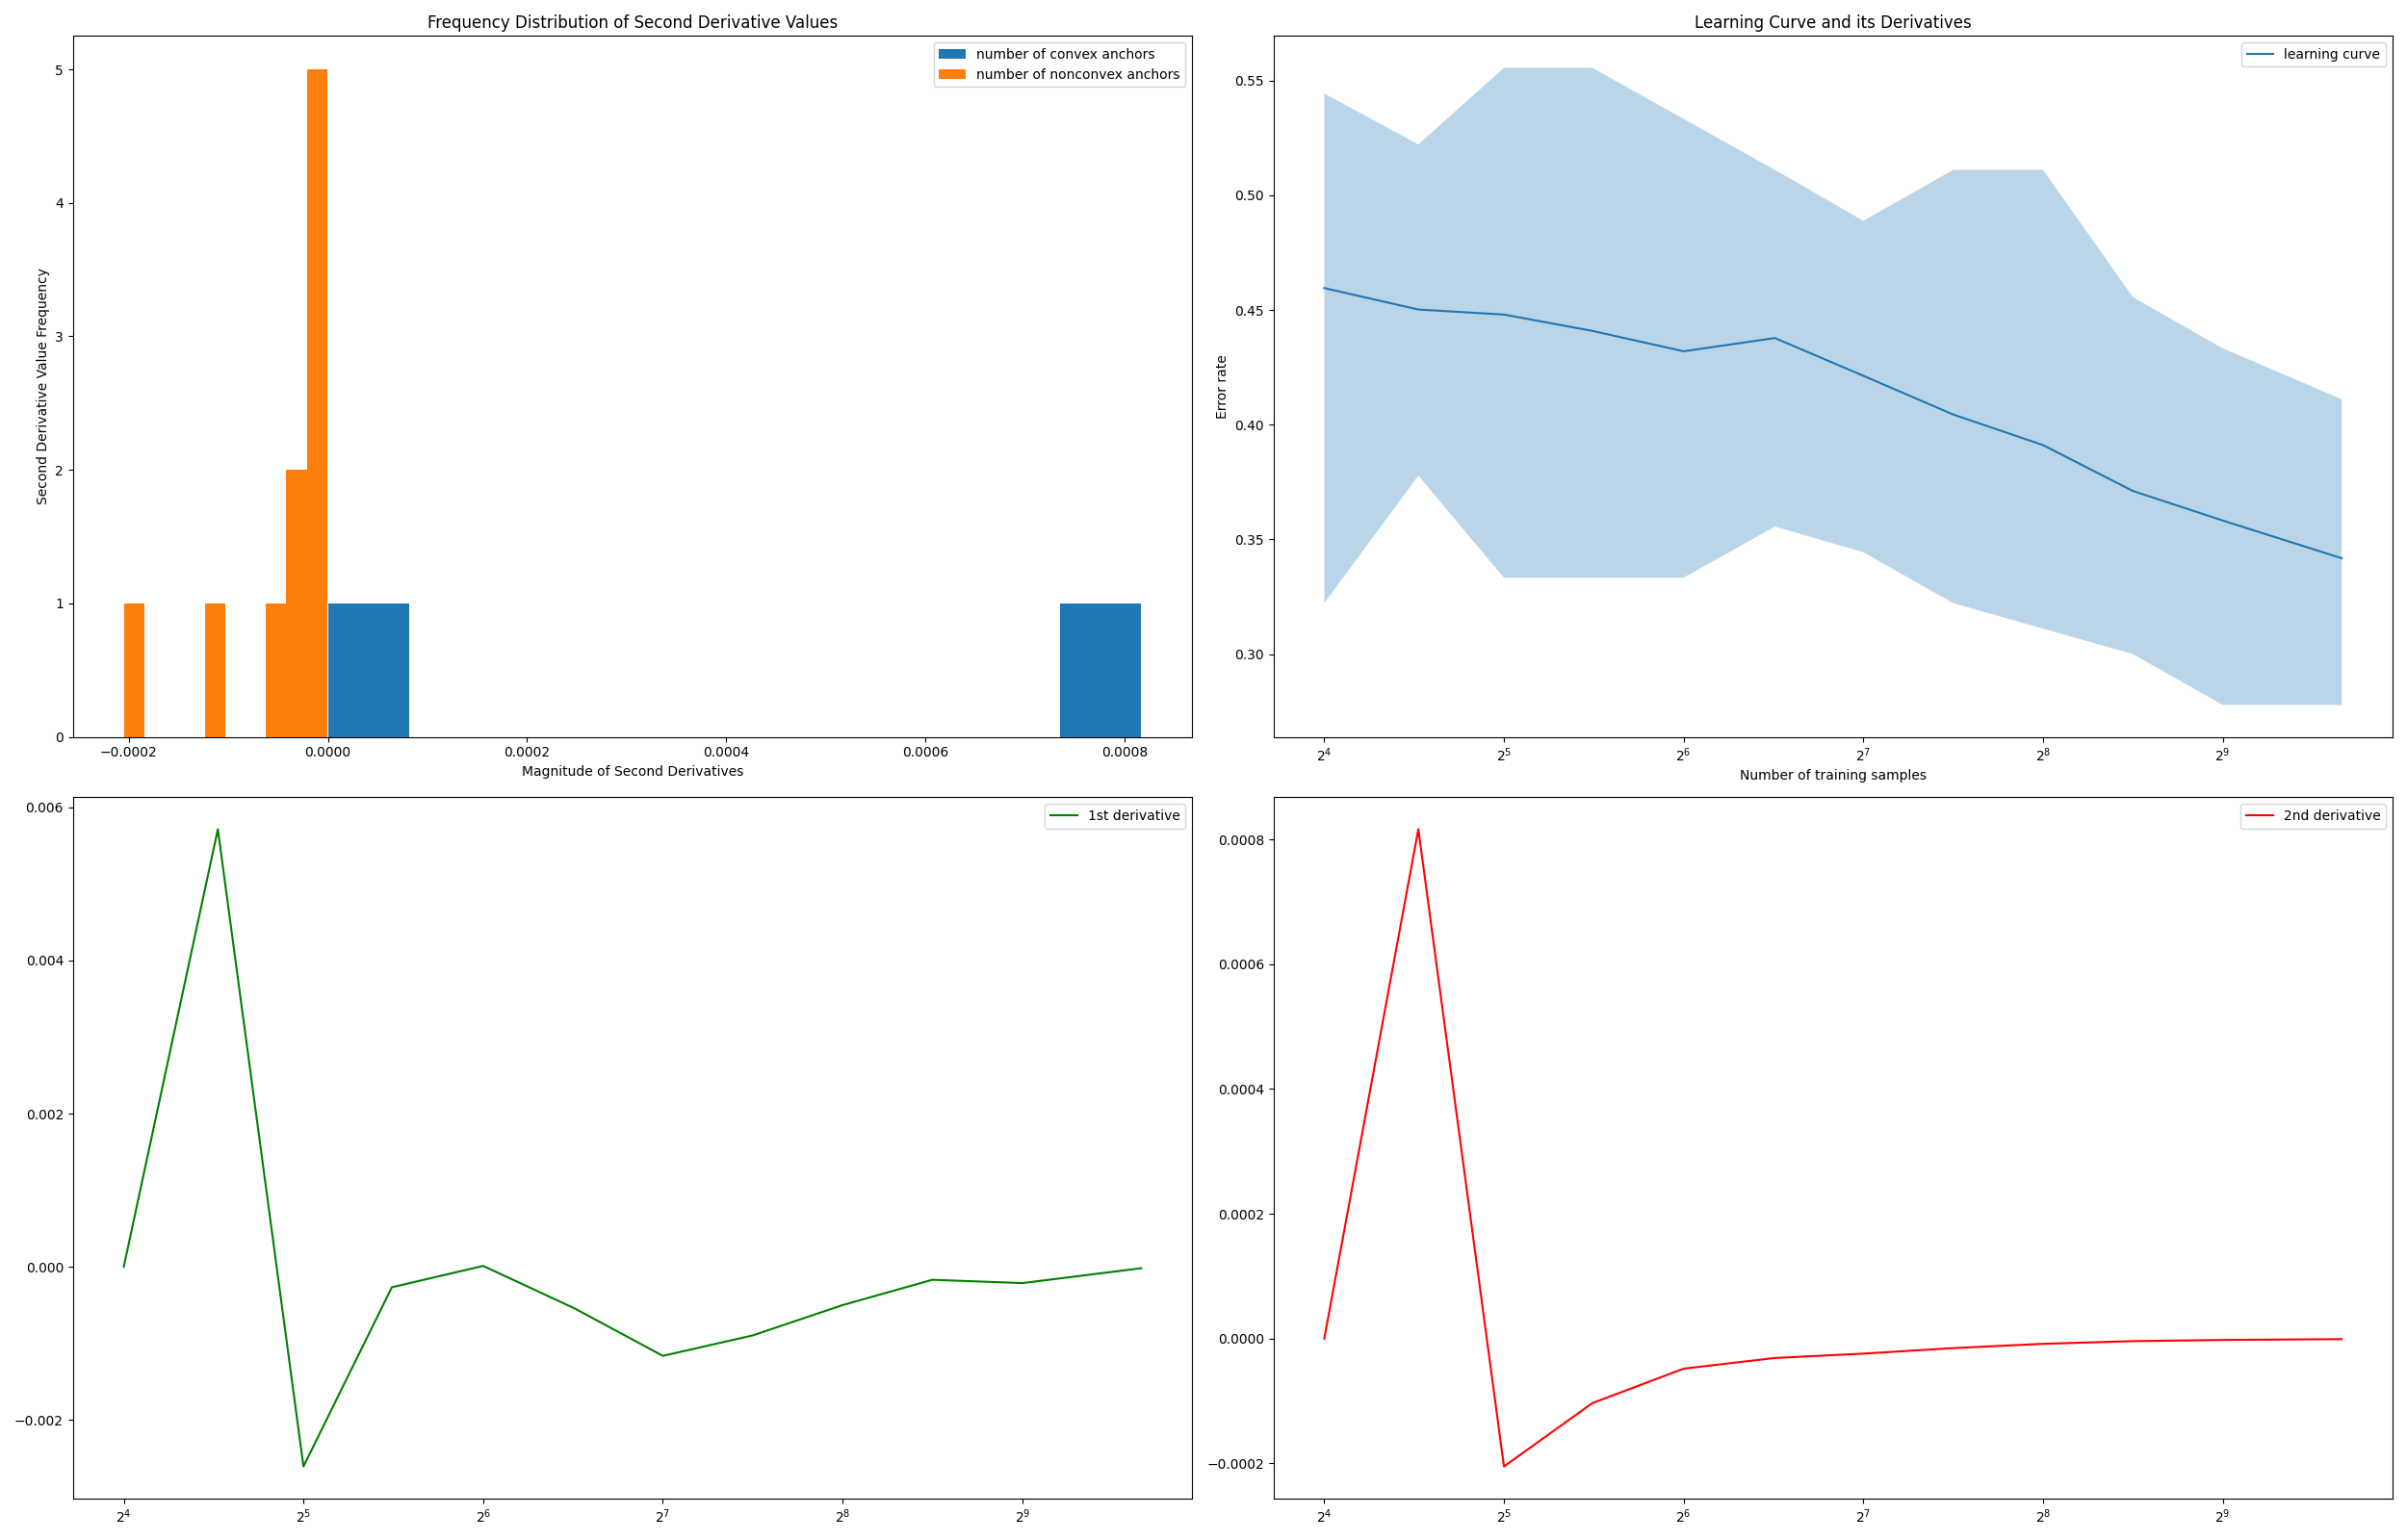 Frequency Distribution of Second Derivative Values
number of convex anchors
number of nonconvex anchors
5
4
3
2
1
0
Second Derivative Value Frequency
−0.0002 0.0000 0.0002 0.0004 0.0006 0.0008
Magnitude of Second Derivatives
Learning Curve and its Derivatives
learning curve
0.55
0.50
0.45
0.40
0.35
0.30
Error rate
2⁴ 2⁵ 2⁶ 2⁷ 2⁸ 2⁹
Number of training samples
1st derivative
0.006
0.004
0.002
0.000
−0.002
2⁴ 2⁵ 2⁶ 2⁷ 2⁸ 2⁹
2nd derivative
0.0008
0.0006
0.0004
0.0002
0.0000
−0.0002
2⁴ 2⁵ 2⁶ 2⁷ 2⁸ 2⁹